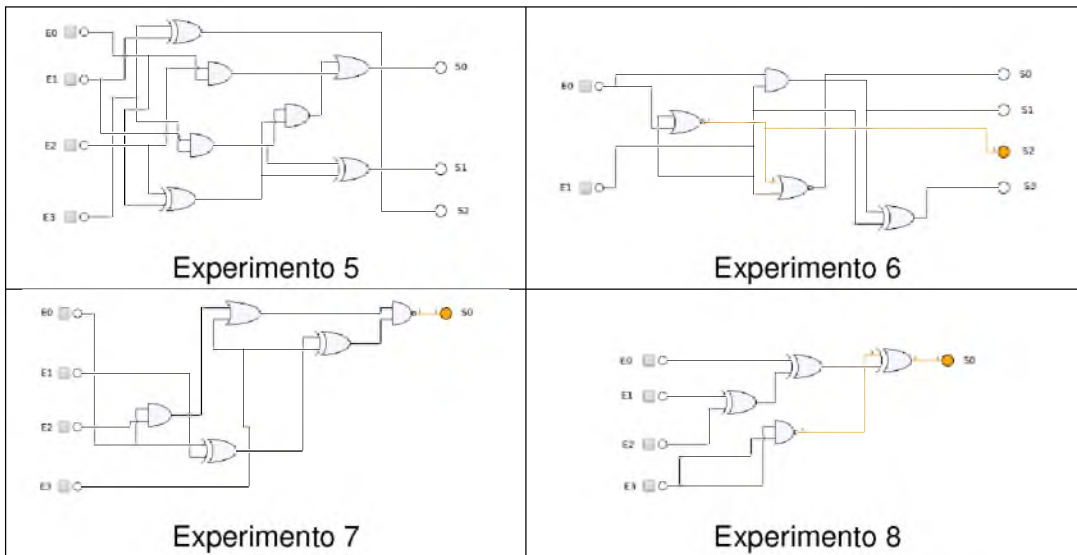 E0
E1
E2
E3
S0
S1
S2
Experimento 5
E0
E1
S0
S1
S2
S3
Experimento 6
E0
E1
E2
E3
S0
Experimento 7
E0
E1
E2
E3
S0
Experimento 8